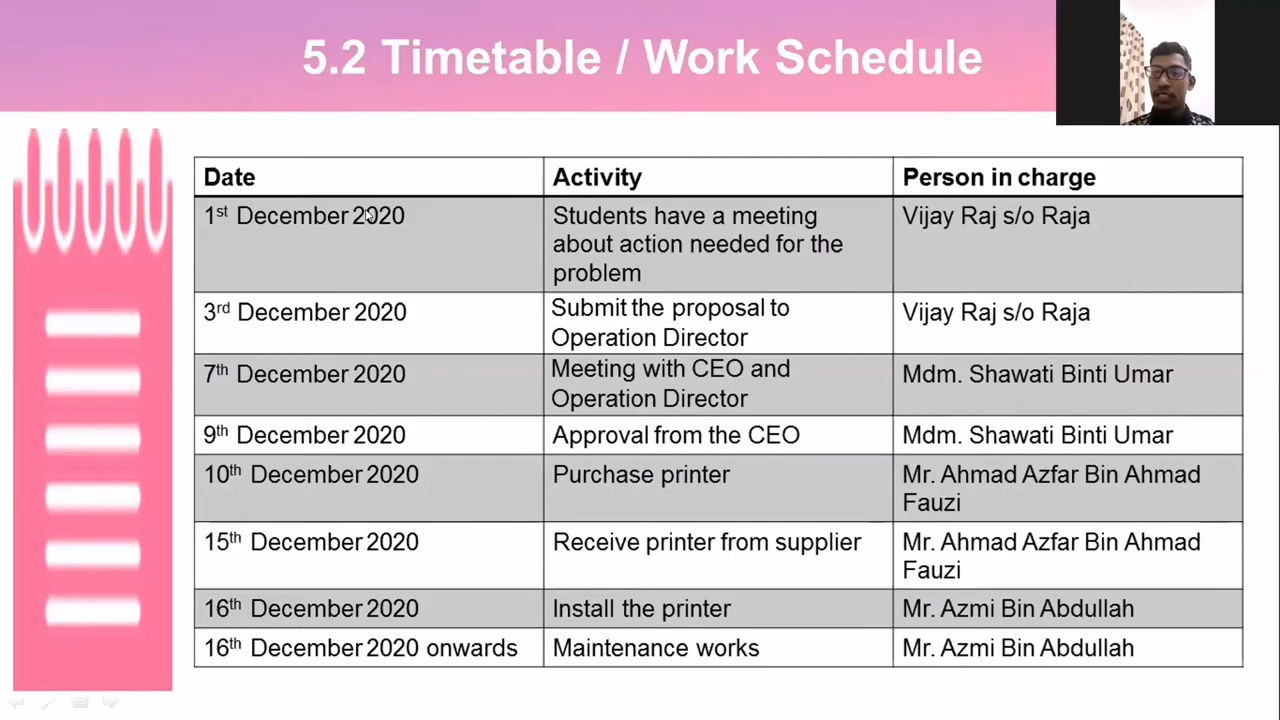 5.2 Timetable / Work Schedule
Date Activity Person in charge
1st December 2020 Students have a meeting Vijay Raj s/o Raja
about action needed for the
problem
3rd December 2020 Submit the proposal to Vijay Raj s/o Raja
Operation Director
7th December 2020 Meeting with CEO and Mdm. Shawati Binti Umar
Operation Director
9th December 2020 Approval from the CEO Mdm. Shawati Binti Umar
10th December 2020 Purchase printer Mr. Ahmad Azfar Bin Ahmad
Fauzi
15th December 2020 Receive printer from supplier Mr. Ahmad Azfar Bin Ahmad
Fauzi
16th December 2020 Install the printer Mr. Azmi Bin Abdullah
16th December 2020 onwards Maintenance works Mr. Azmi Bin Abdullah